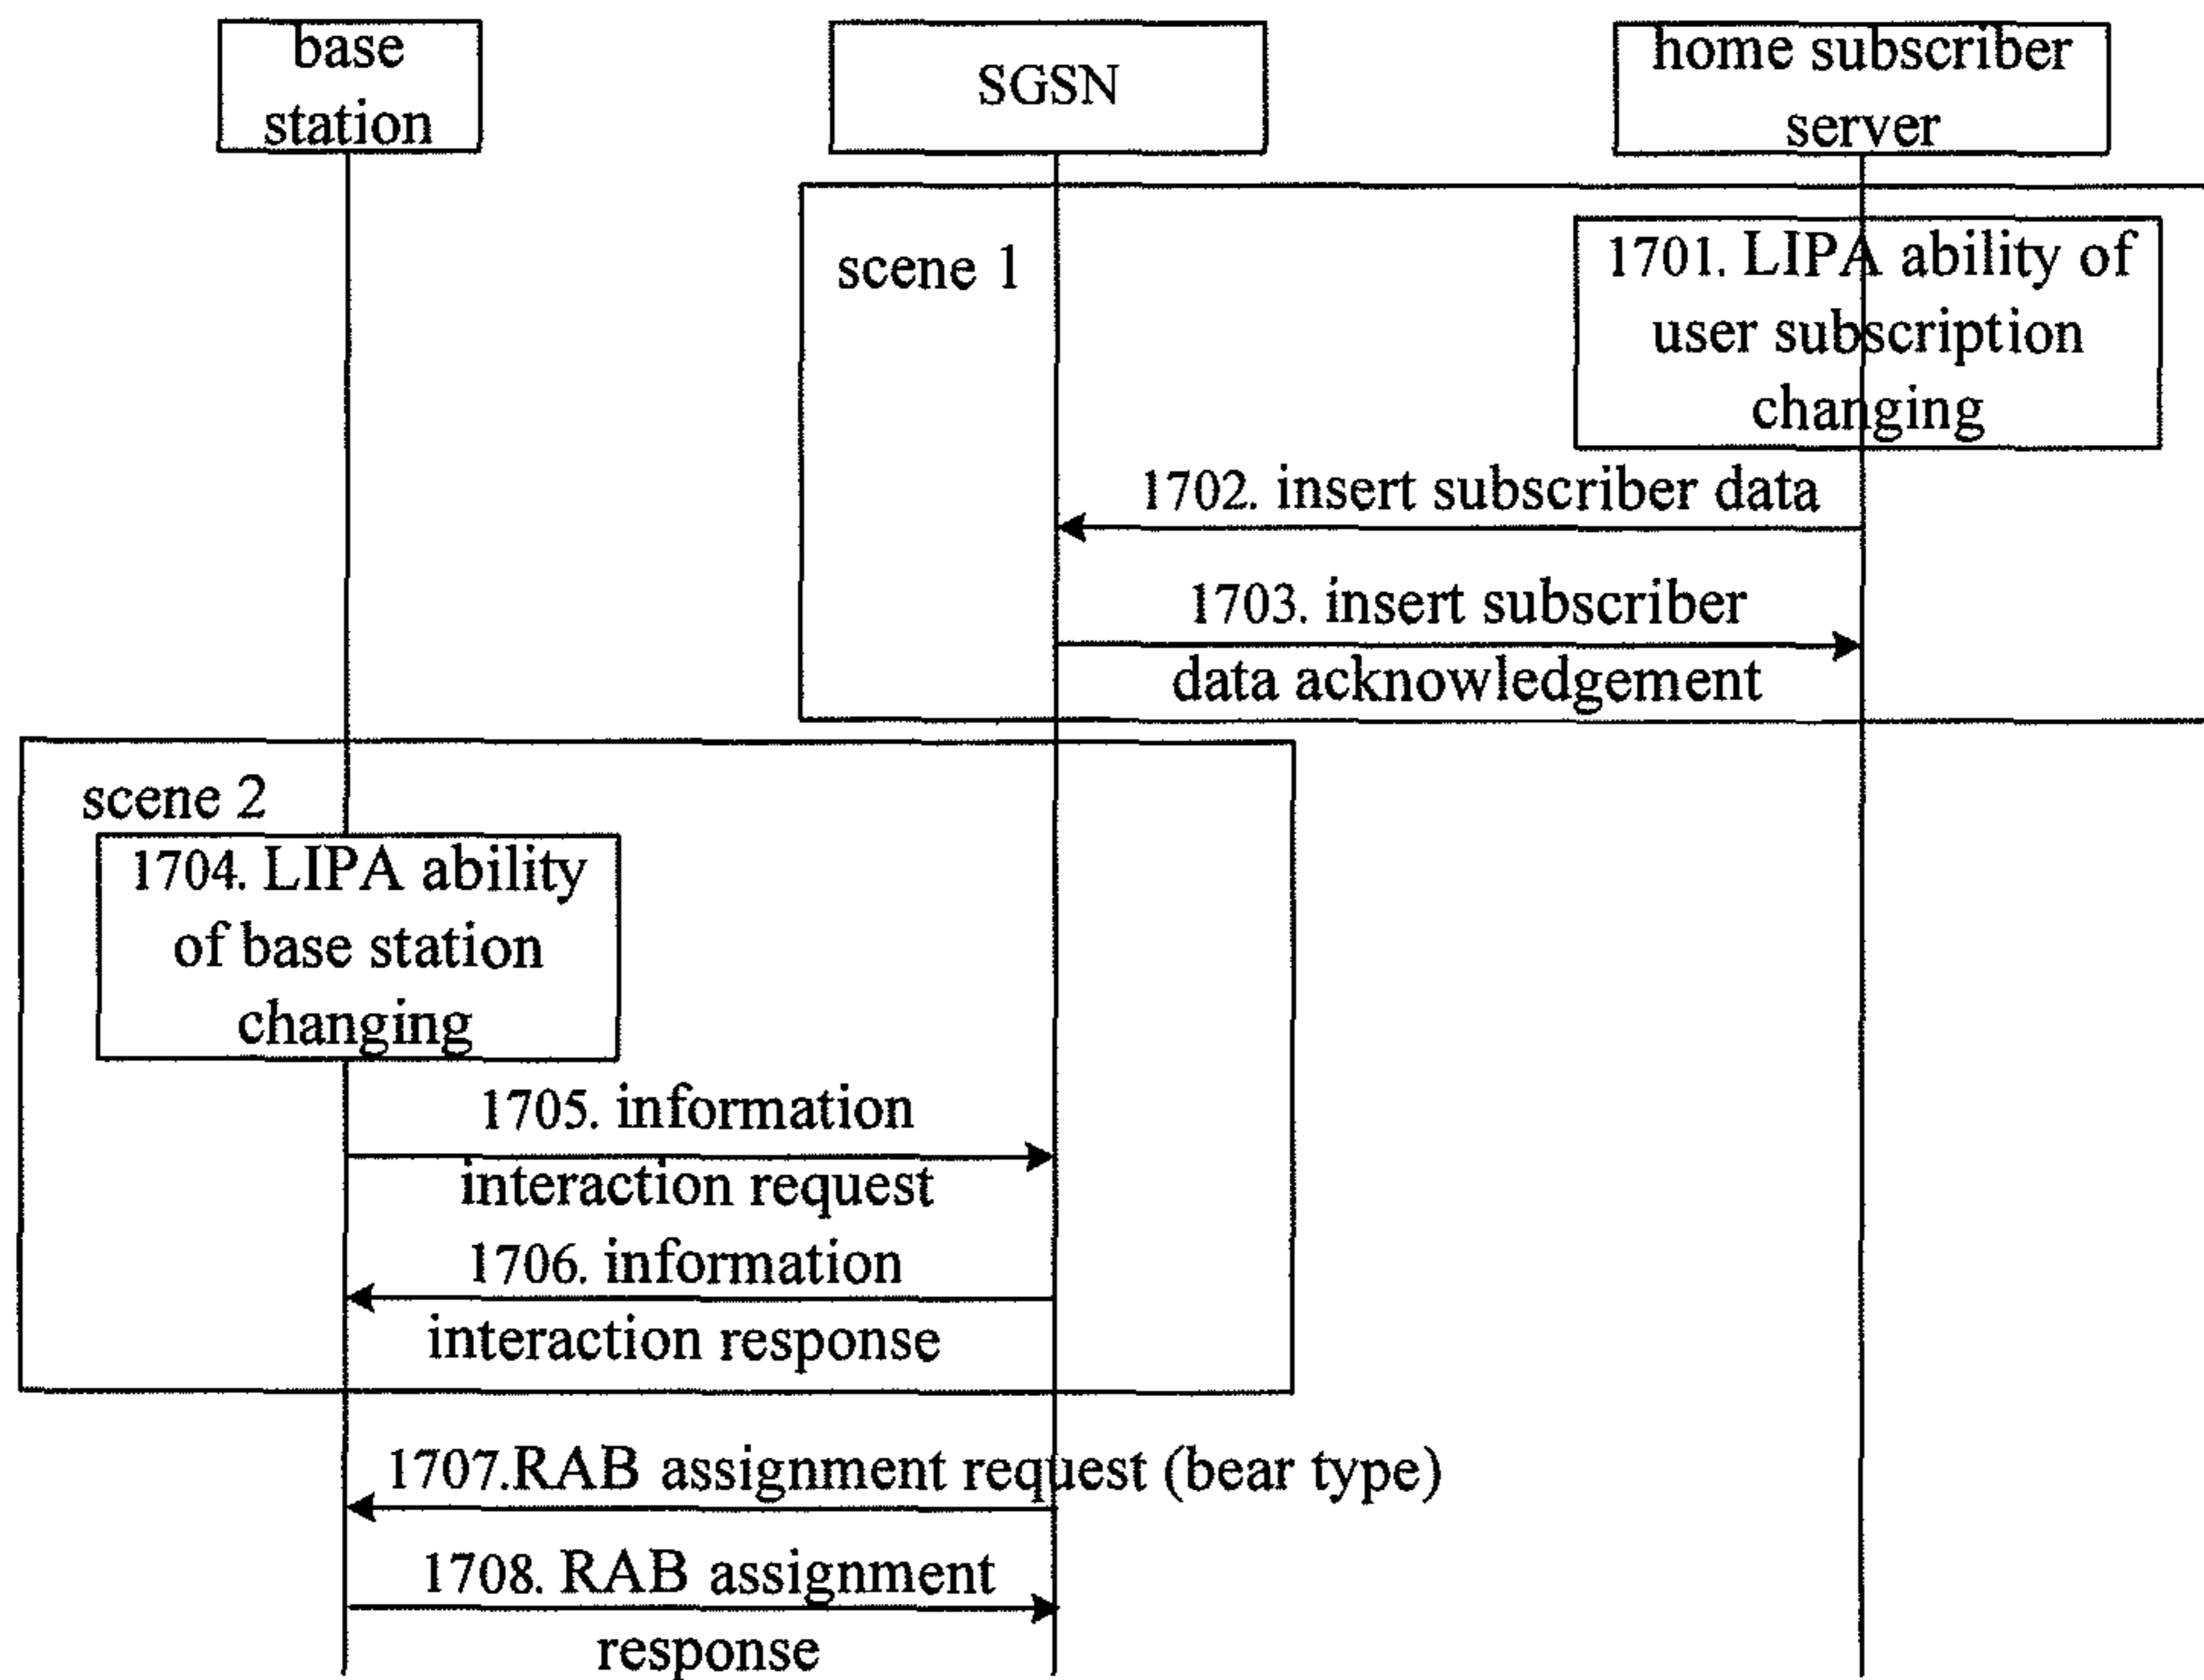 base
station
SGSN
home subscriber
server
scene 1
1701. LIPA ability of
user subscription
changing
1702. insert subscriber data
1703. insert subscriber
data acknowledgement
scene 2
1704. LIPA ability
of base station
changing
1705. information
interaction request
1706. information
interaction response
1707.RAB assignment request (bear type)
1708. RAB assignment
response